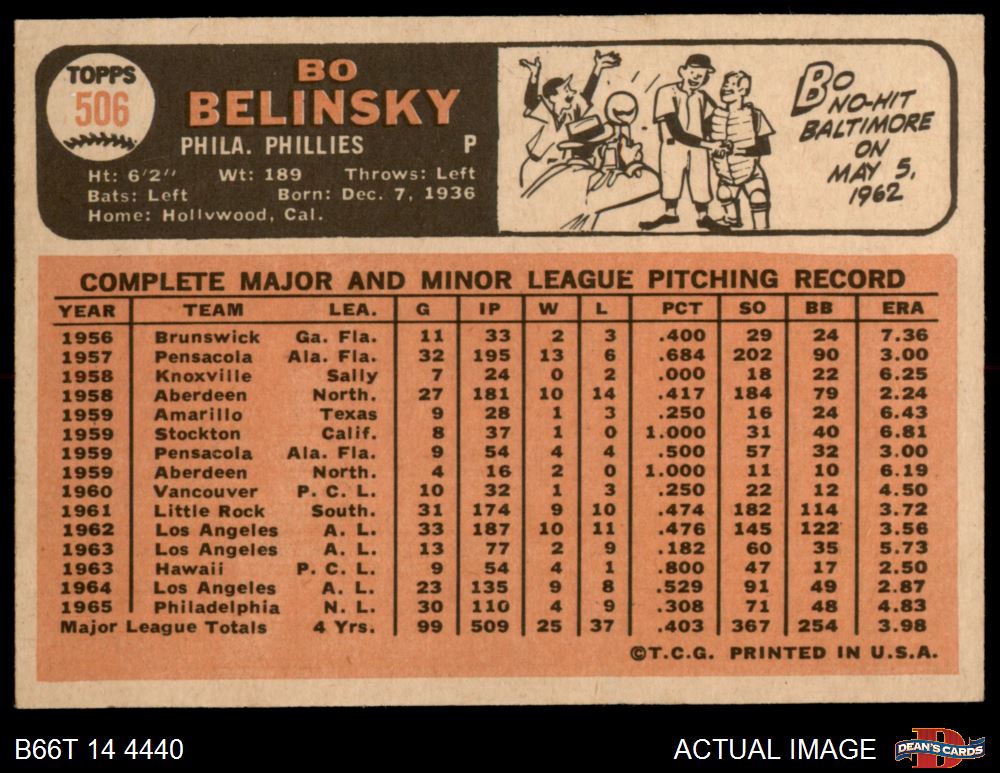 TOPPS
506
BO
BELINSKY
PHILA. PHILLIES P
Ht: 6'2" Wt: 189 Throws: Left
Bats: Left Born: Dec. 7, 1936
Home: Hollvwood, Cal.
BO
NO-HIT
BALTIMORE
ON
MAY 5,
1962
COMPLETE MAJOR AND MINOR LEAGUE PITCHING RECORD
YEAR TEAM LEA. G IP W L PCT SO BB ERA
1956 Brunswick Ga. Fla. 11 33 2 3 .400 29 24 7.36
1957 Pensacola Ala. Fla. 32 195 13 6 .684 202 90 3.00
1958 Knoxville Sally 7 24 0 2 .000 18 22 6.25
1958 Aberdeen North. 27 181 10 14 .417 184 79 2.24
1959 Amarillo Texas 9 28 1 3 .250 16 24 6.43
1959 Stockton Calif. 8 37 1 0 1.000 31 40 6.81
1959 Pensacola Ala. Fla. 9 54 4 4 .500 57 32 3.00
1959 Aberdeen North. 4 16 2 0 1.000 11 10 6.19
1960 Vancouver P. C. L. 10 32 1 3 .250 22 12 4.50
1961 Little Rock South. 31 174 9 10 .474 182 114 3.72
1962 Los Angeles A. L. 33 187 10 11 .476 145 122 3.56
1963 Los Angeles A. L. 13 77 2 9 .182 60 35 5.73
1963 Hawaii P. C. L. 9 54 4 1 .800 47 17 2.50
1964 Los Angeles A. L. 23 135 9 8 .529 91 49 2.87
1965 Philadelphia N. L. 30 110 4 9 .308 71 48 4.83
Major League Totals 4 Yrs. 99 509 25 37 .403 367 254 3.98
©T.C.G. PRINTED IN U.S.A.
B66T 14 4440
ACTUAL IMAGE
D
DEAN'S CARDS